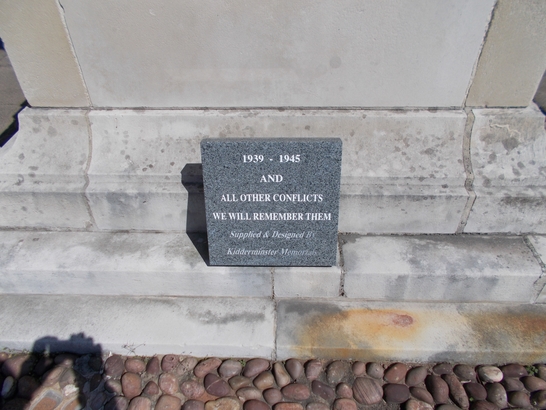 1939 - 1945
AND
ALL OTHER CONFLICTS
WE WILL REMEMBER THEM
Supplied & Designed By
Kidderminster Memorials